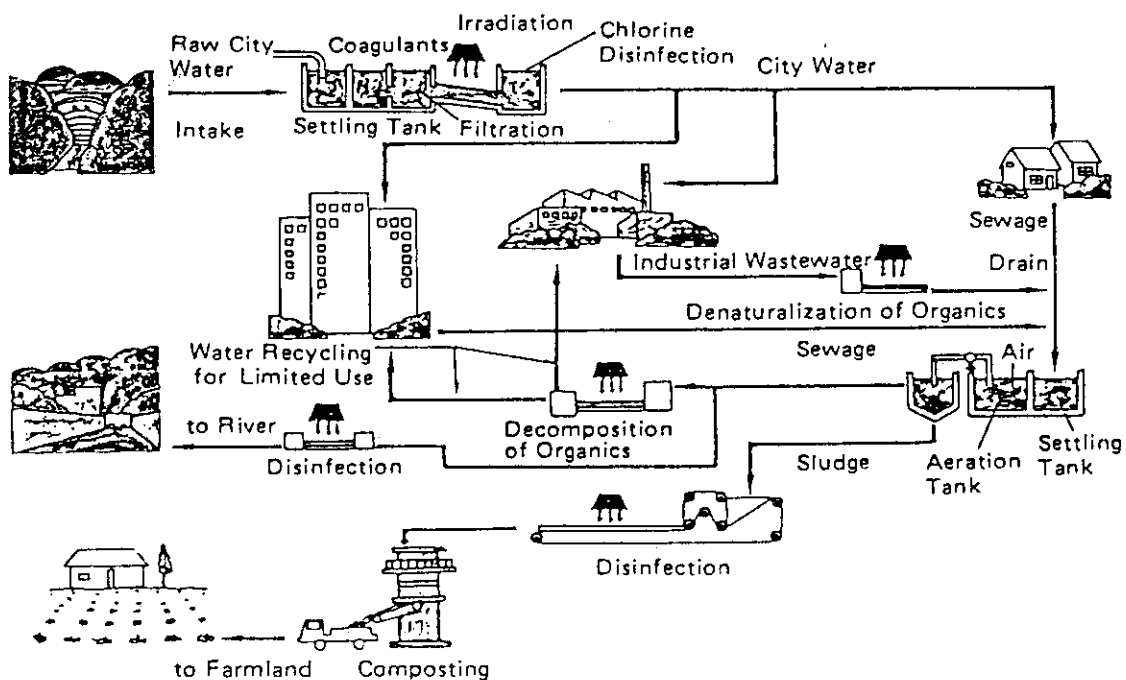 Irradiation
Raw City
Water
Coagulants
Chlorine
Disinfection
City Water
Intake
Settling Tank
Filtration
Sewage
Industrial Wastewater
Drain
Denaturalization of Organics
Water Recycling
for Limited Use
Sewage
Air
to River
Disinfection
Decomposition
of Organics
Sludge
Aeration
Tank
Settling
Tank
Disinfection
to Farmland
Composting